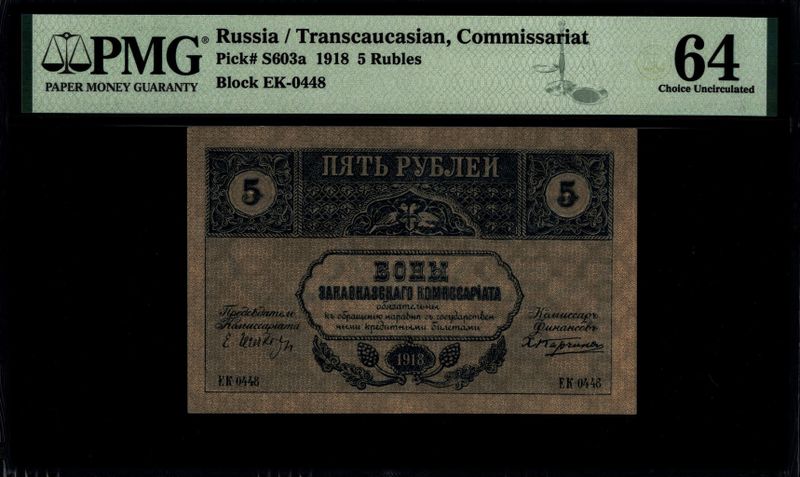 PMG®
PAPER MONEY GUARANTY
Russia / Transcaucasian, Commissariat
Pick# S603a 1918 5 Rubles
Block EK-0448
64
Choice Uncirculated
ПЯТЬ РУБЛЕЙ
5
5
БОНЫ
ЗАКАВКАЗСКАГО КОМИССАРІАТА
обязательны
къ обращенію наравнѣ съ государствен
ными кредитными билетами
Предсѣдатель
Комиссаріата
Комиссаръ
Финансовъ
1918
ЕК 0448
ЕК 0448